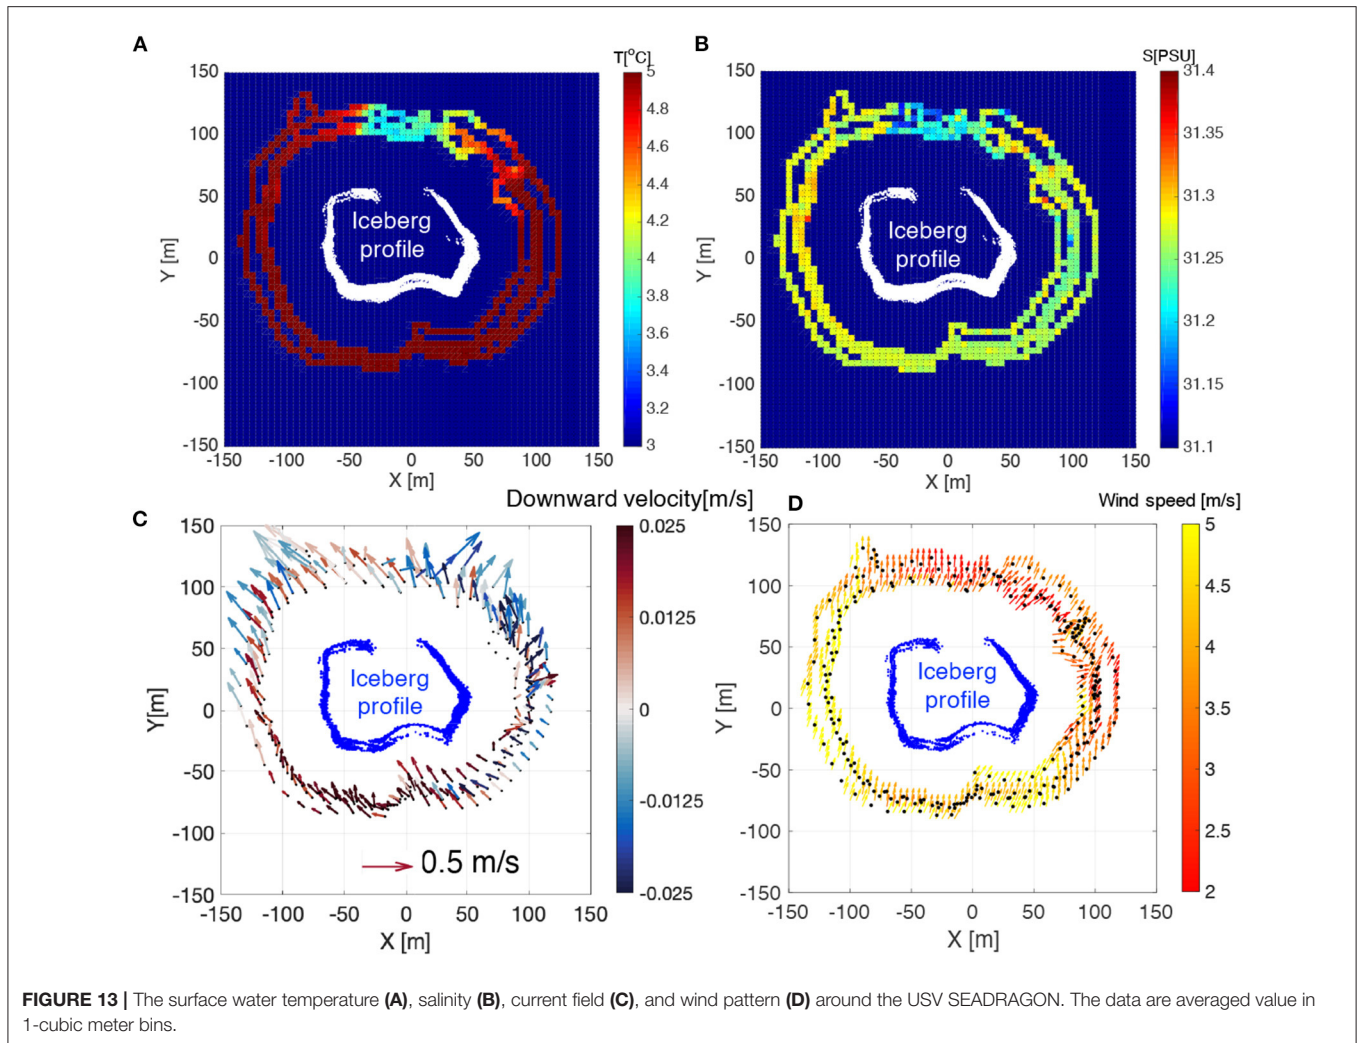 A
T[°C]
150
100
50
0
-50
-100
-150
Y [m]
Iceberg
profile
-150 -100 -50 0 50 100 150
X [m]
5
4.8
4.6
4.4
4.2
4
3.8
3.6
3.4
3.2
3
B
S[PSU]
150
100
50
0
-50
-100
-150
Y [m]
Iceberg
profile
-150 -100 -50 0 50 100 150
X [m]
31.4
31.35
31.3
31.25
31.2
31.15
31.1
C
Downward velocity[m/s]
150
100
50
0
-50
-100
-150
Y[m]
Iceberg
profile
0.5 m/s
-150 -100 -50 0 50 100 150
X [m]
0.025
0.0125
0
-0.0125
-0.025
D
Wind speed [m/s]
150
100
50
0
-50
-100
-150
Y [m]
Iceberg
profile
-150 -100 -50 0 50 100 150
X [m]
5
4.5
4
3.5
3
2.5
2
FIGURE 13 | The surface water temperature (A), salinity (B), current field (C), and wind pattern (D) around the USV SEADRAGON. The data are averaged value in
1-cubic meter bins.